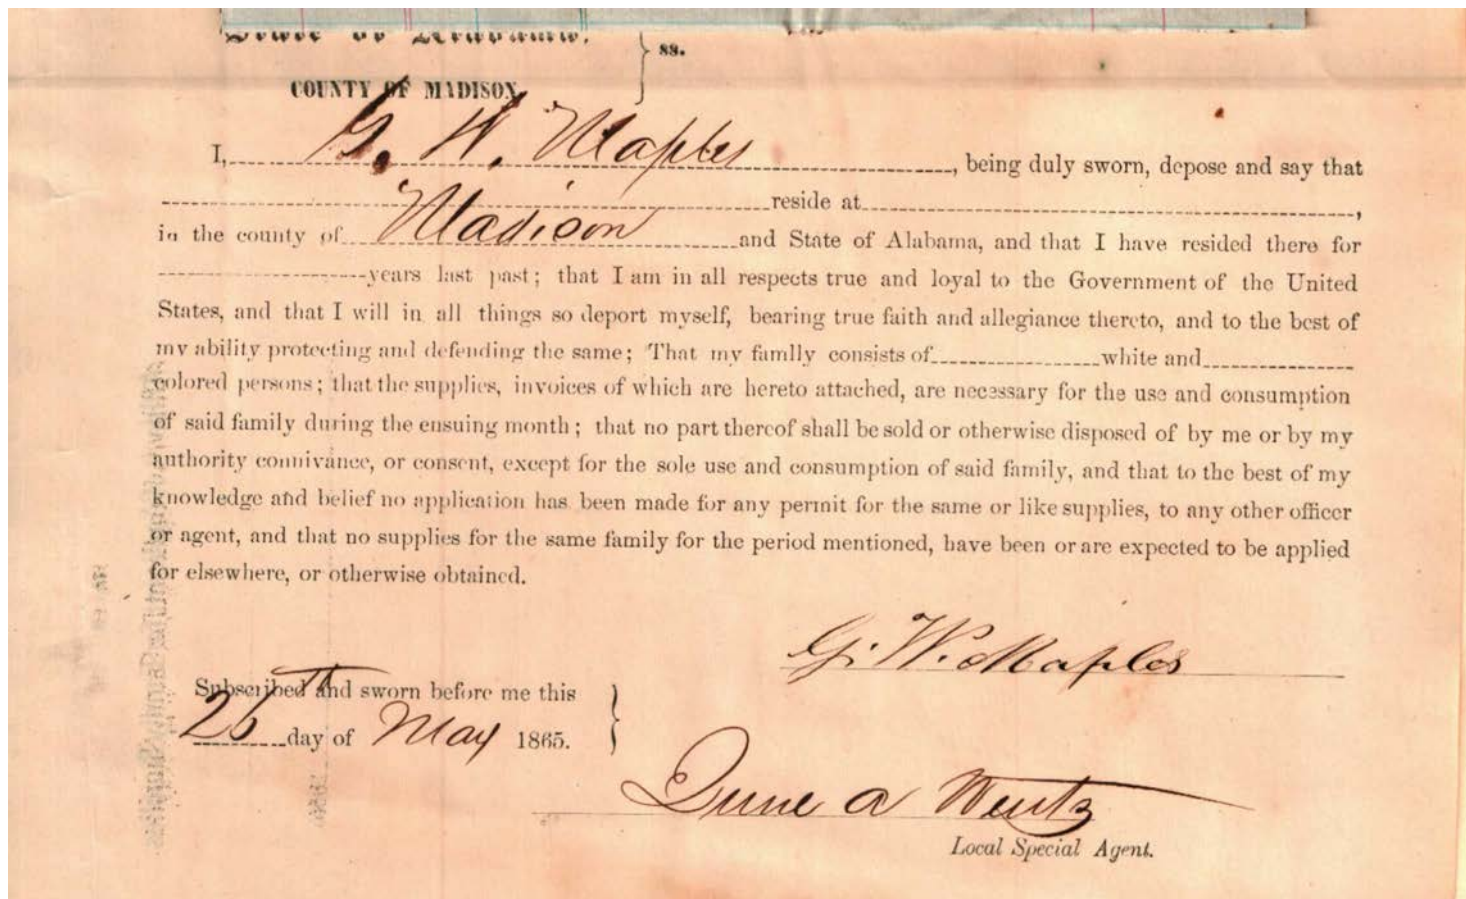 State of Alabama,
ss.
COUNTY OF MADISON
I, G. W. Maples, being duly sworn, depose and say that
reside at,
in the county of Madison and State of Alabama, and that I have resided there for
years last past; that I am in all respects true and loyal to the Government of the United
States, and that I will in all things so deport myself, bearing true faith and allegiance thereto, and to the best of
my ability protecting and defending the same; That my famlly consists of white and
colored persons; that the supplies, invoices of which are hereto attached, are necessary for the use and consumption
of said family during the ensuing month; that no part thereof shall be sold or otherwise disposed of by me or by my
authority connivance, or consent, except for the sole use and consumption of said family, and that to the best of my
knowledge and belief no application has been made for any permit for the same or like supplies, to any other officer
or agent, and that no supplies for the same family for the period mentioned, have been or are expected to be applied
for elsewhere, or otherwise obtained.
G. W. Maples
Subscribed and sworn before me this
day of May 1865.
a Wentz
Local Special Agent.